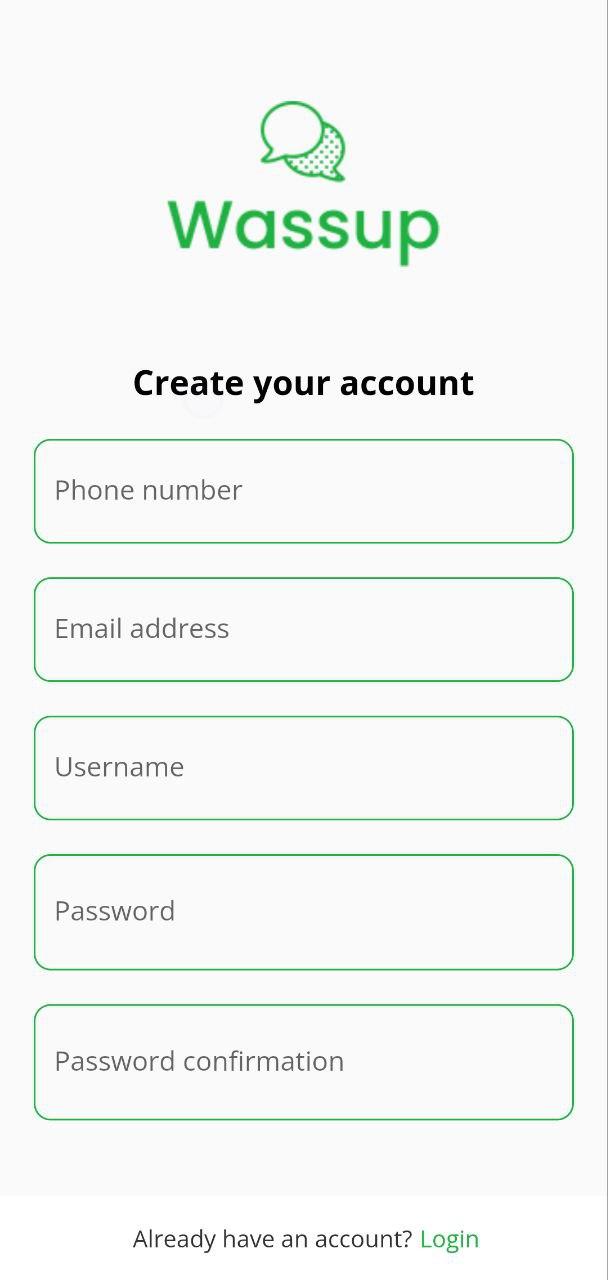 Wassup
Create your account
Phone number
Email address
Username
Password
Password confirmation
Already have an account? Login